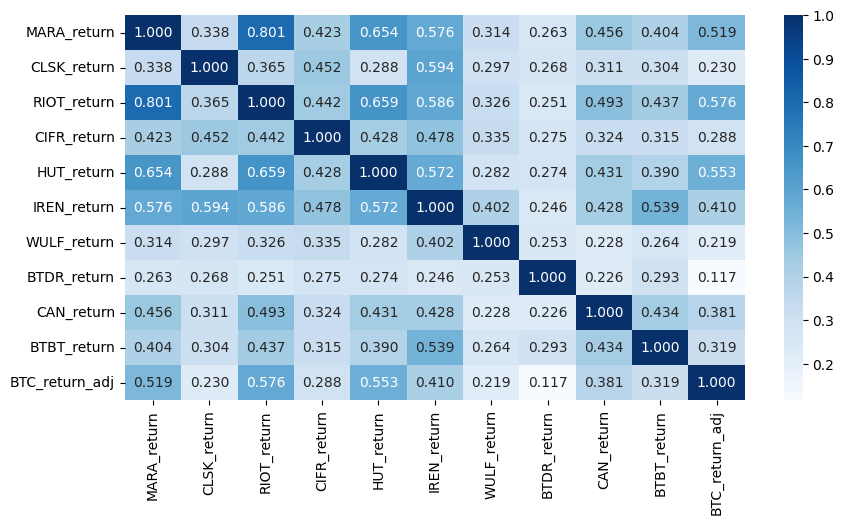 MARA_return 1.000 0.338 0.801 0.423 0.654 0.576 0.314 0.263 0.456 0.404 0.519
CLSK_return 0.338 1.000 0.365 0.452 0.288 0.594 0.297 0.268 0.311 0.304 0.230
RIOT_return 0.801 0.365 1.000 0.442 0.659 0.586 0.326 0.251 0.493 0.437 0.576
CIFR_return 0.423 0.452 0.442 1.000 0.428 0.478 0.335 0.275 0.324 0.315 0.288
HUT_return 0.654 0.288 0.659 0.428 1.000 0.572 0.282 0.274 0.431 0.390 0.553
IREN_return 0.576 0.594 0.586 0.478 0.572 1.000 0.402 0.246 0.428 0.539 0.410
WULF_return 0.314 0.297 0.326 0.335 0.282 0.402 1.000 0.253 0.228 0.264 0.219
BTDR_return 0.263 0.268 0.251 0.275 0.274 0.246 0.253 1.000 0.226 0.293 0.117
CAN_return 0.456 0.311 0.493 0.324 0.431 0.428 0.228 0.226 1.000 0.434 0.381
BTBT_return 0.404 0.304 0.437 0.315 0.390 0.539 0.264 0.293 0.434 1.000 0.319
BTC_return_adj 0.519 0.230 0.576 0.288 0.553 0.410 0.219 0.117 0.381 0.319 1.000
MARA_return
CLSK_return
RIOT_return
CIFR_return
HUT_return
IREN_return
WULF_return
BTDR_return
CAN_return
BTBT_return
BTC_return_adj
1.0
0.9
0.8
0.7
0.6
0.5
0.4
0.3
0.2